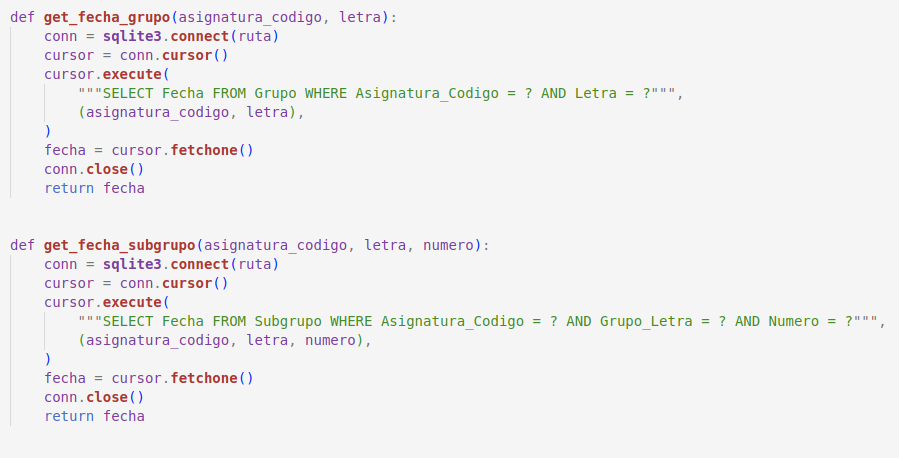 def get_fecha_grupo(asignatura_codigo, letra):
    conn = sqlite3.connect(ruta)
    cursor = conn.cursor()
    cursor.execute(
        """SELECT Fecha FROM Grupo WHERE Asignatura_Codigo = ? AND Letra = ?""",
        (asignatura_codigo, letra),
    )
    fecha = cursor.fetchone()
    conn.close()
    return fecha


def get_fecha_subgrupo(asignatura_codigo, letra, numero):
    conn = sqlite3.connect(ruta)
    cursor = conn.cursor()
    cursor.execute(
        """SELECT Fecha FROM Subgrupo WHERE Asignatura_Codigo = ? AND Grupo_Letra = ? AND Numero = ?""",
        (asignatura_codigo, letra, numero),
    )
    fecha = cursor.fetchone()
    conn.close()
    return fecha